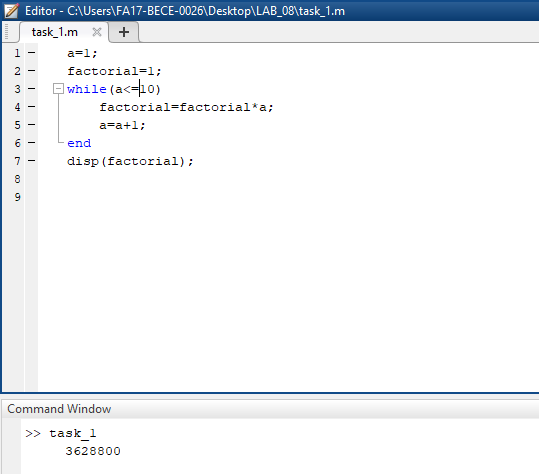 Editor - C:\Users\FA17-BECE-0026\Desktop\LAB_08\task_1.m
task_1.m
1 a=1;
2 factorial=1;
3 while(a<=10)
4 factorial=factorial*a;
5 a=a+1;
6 end
7 disp(factorial);
8
9
Command Window
>> task_1
3628800